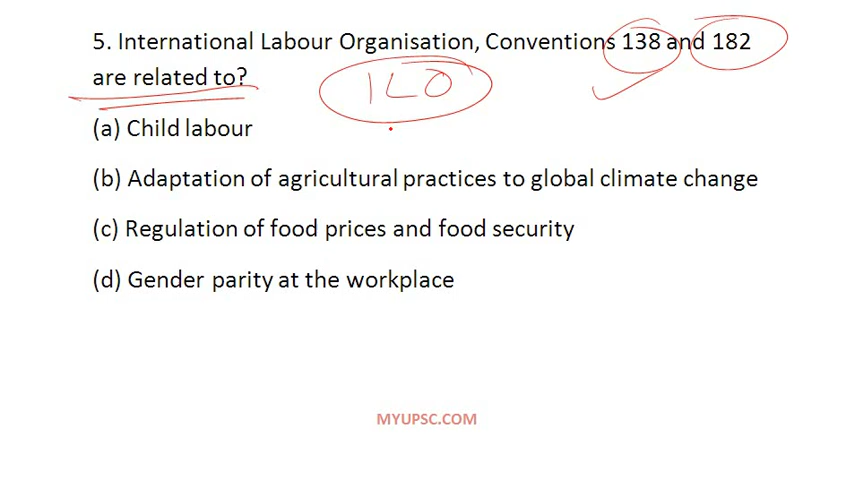 5. International Labour Organisation, Conventions 138 and 182
are related to?
ILO
(a) Child labour
(b) Adaptation of agricultural practices to global climate change
(c) Regulation of food prices and food security
(d) Gender parity at the workplace
MYUPSC.COM